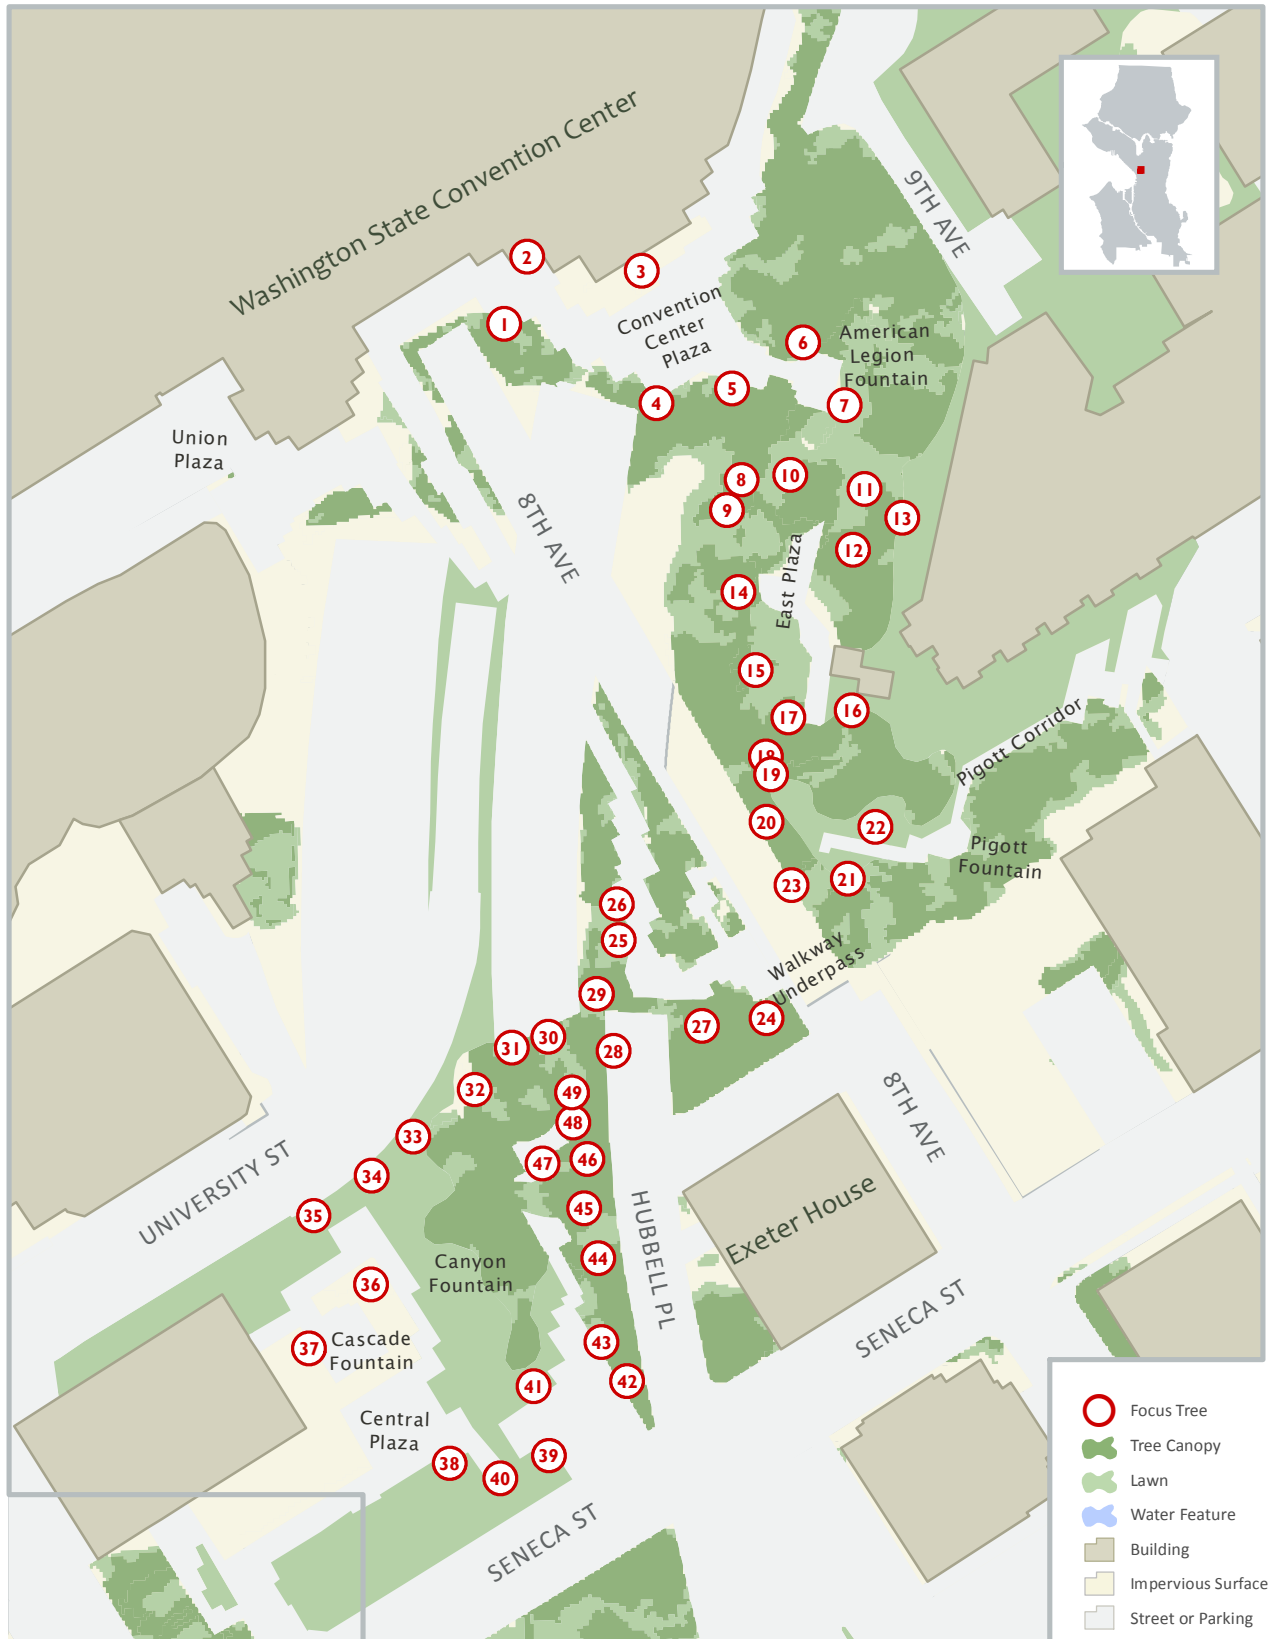 Washington State Convention Center
9TH AVE
2
3
1
Convention
Center
Plaza
6
American
Legion
Fountain
5
4
7
Union
Plaza
8
10
11
9
13
8TH AVE
12
East Plaza
14
15
16
17
18
19
Pigott Corridor
20
22
Pigott
Fountain
21
23
26
25
Walkway
Underpass
29
24
27
30
31
28
32
49
8TH AVE
48
33
47
46
34
UNIVERSITY ST
45
35
HUBBELL PL
Exeter House
44
Canyon
Fountain
36
SENECA ST
43
37
Cascade
Fountain
42
41
Central
Plaza
39
38
40
SENECA ST
Focus Tree
Tree Canopy
Lawn
Water Feature
Building
Impervious Surface
Street or Parking